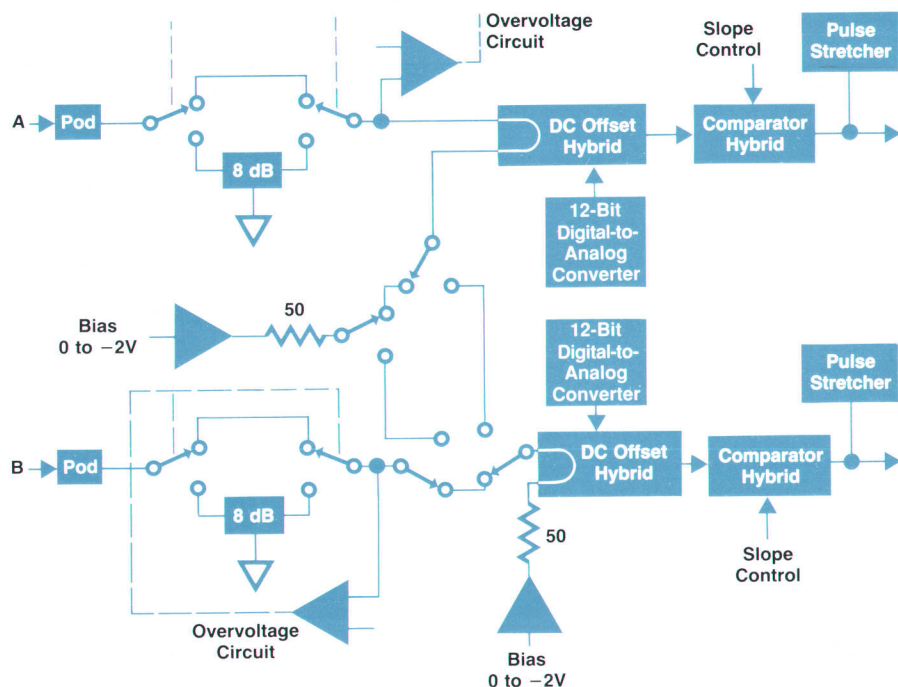 Overvoltage
Circuit
Slope
Control
Pulse
Stretcher
A
Pod
8 dB
DC Offset
Hybrid
Comparator
Hybrid
12-Bit
Digital-to-
Analog
Converter
Bias
0 to −2V
50
12-Bit
Digital-to-
Analog
Converter
Pulse
Stretcher
B
Pod
8 dB
DC Offset
Hybrid
Comparator
Hybrid
50
Slope
Control
Overvoltage
Circuit
Bias
0 to −2V